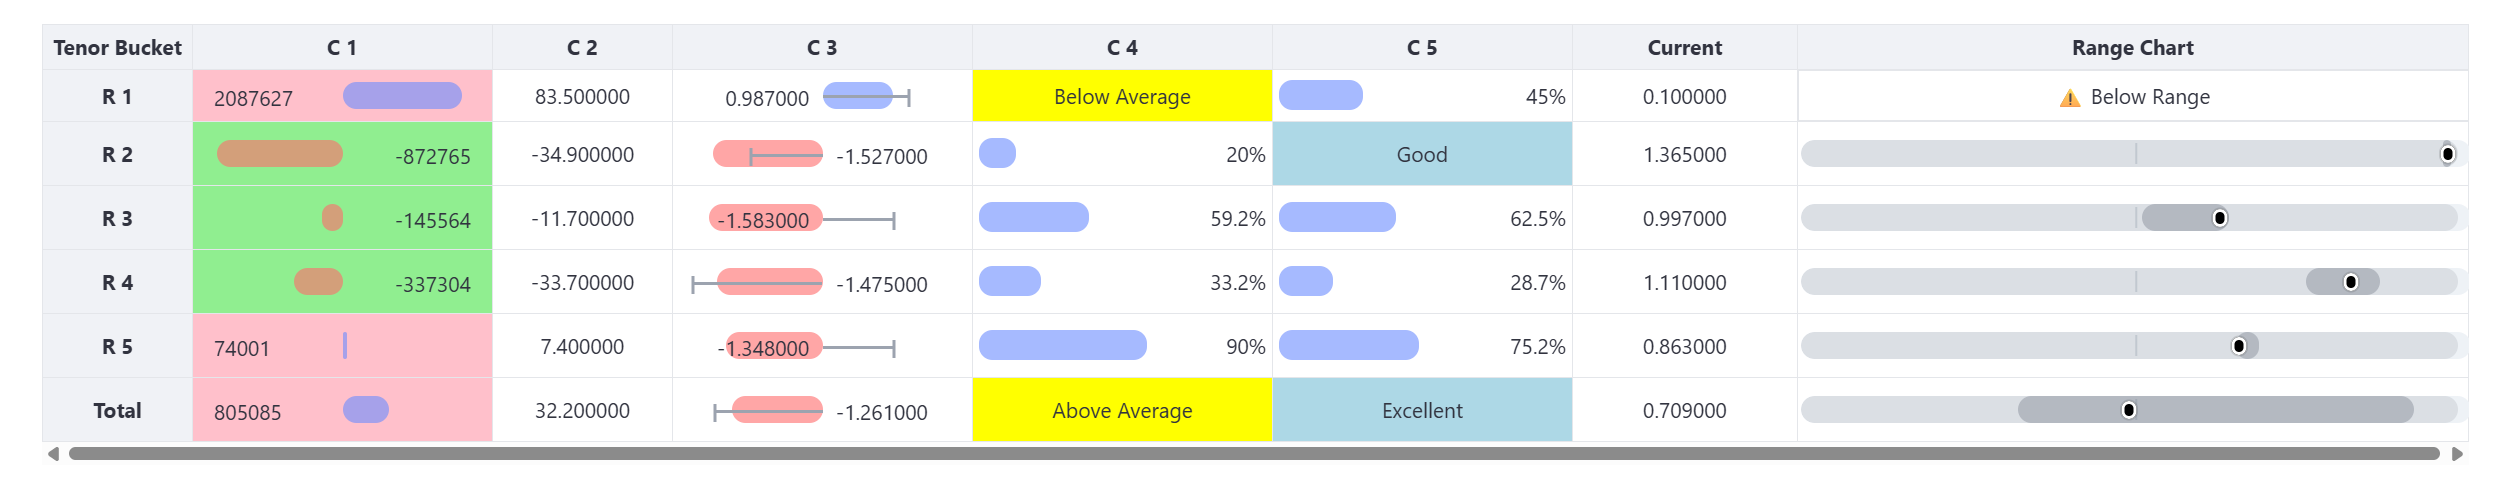 Tenor Bucket C 1 C 2 C 3 C 4 C 5 Current Range Chart
R 1 2087627 83.500000 0.987000 Below Average 45% 0.100000 ⚠️ Below Range
R 2 -872765 -34.900000 -1.527000 20% Good 1.365000
R 3 -145564 -11.700000 -1.583000 59.2% 62.5% 0.997000
R 4 -337304 -33.700000 -1.475000 33.2% 28.7% 1.110000
R 5 74001 7.400000 -1.348000 90% 75.2% 0.863000
Total 805085 32.200000 -1.261000 Above Average Excellent 0.709000